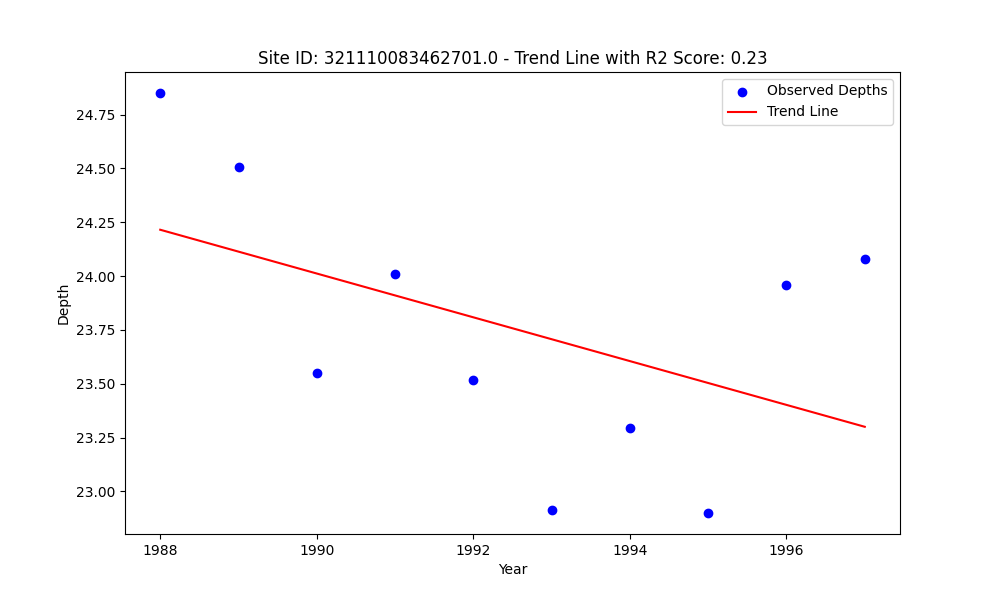 Site ID: 321110083462701.0 - Trend Line with R2 Score: 0.23
Observed Depths
Trend Line
24.75
24.50
24.25
24.00
23.75
23.50
23.25
23.00
Depth
1988
1990
1992
1994
1996
Year